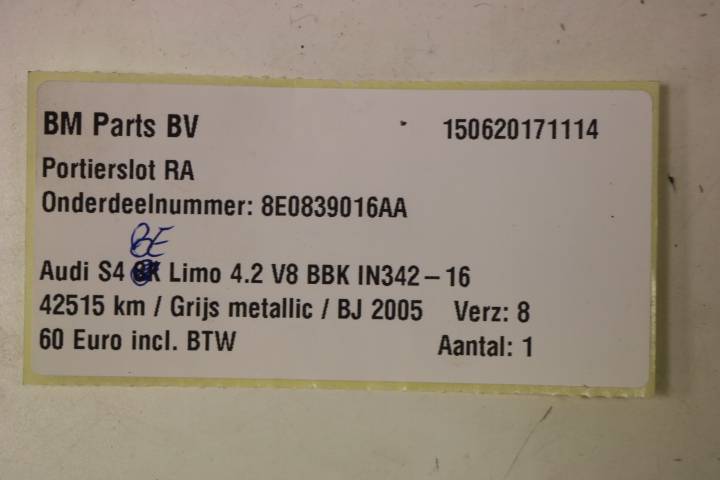 BM Parts BV 150620171114
Portierslot RA
Onderdeelnummer: 8E0839016AA
BE
Audi S4 Limo 4.2 V8 BBK IN342-16
42515 km / Grijs metallic / BJ 2005 Verz: 8
60 Euro incl. BTW Aantal: 1